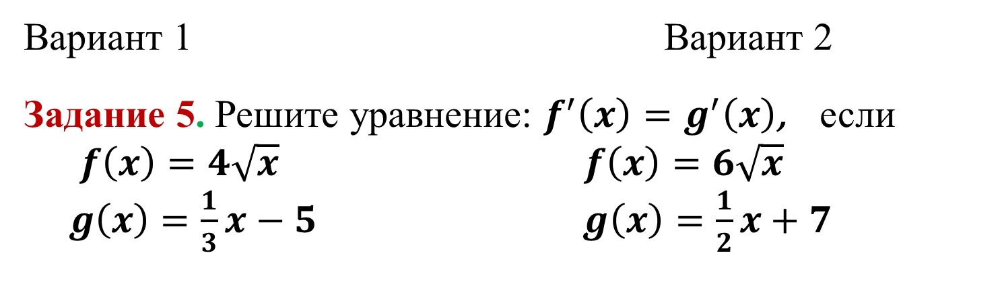 Вариант 1 Вариант 2
Задание 5. Решите уравнение: f′(x) = g′(x), если
f(x) = 4√x f(x) = 6√x
g(x) = 1/3 x − 5 g(x) = 1/2 x + 7